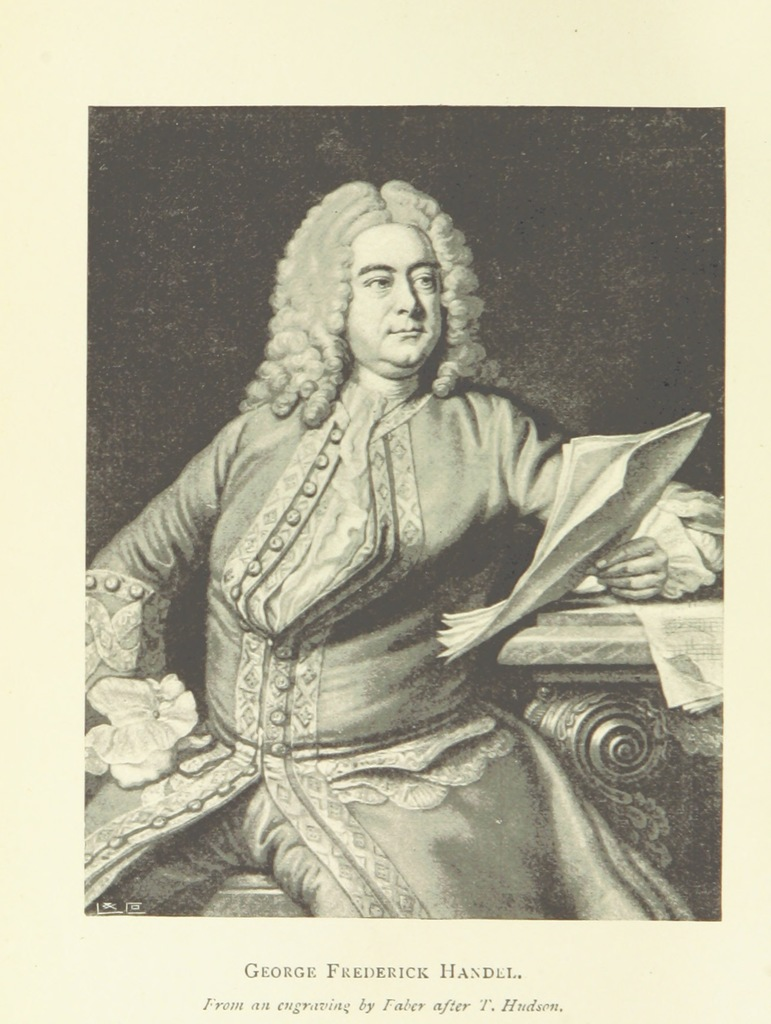 George Frederick Handel.
From an engraving by Faber after T. Hudson.